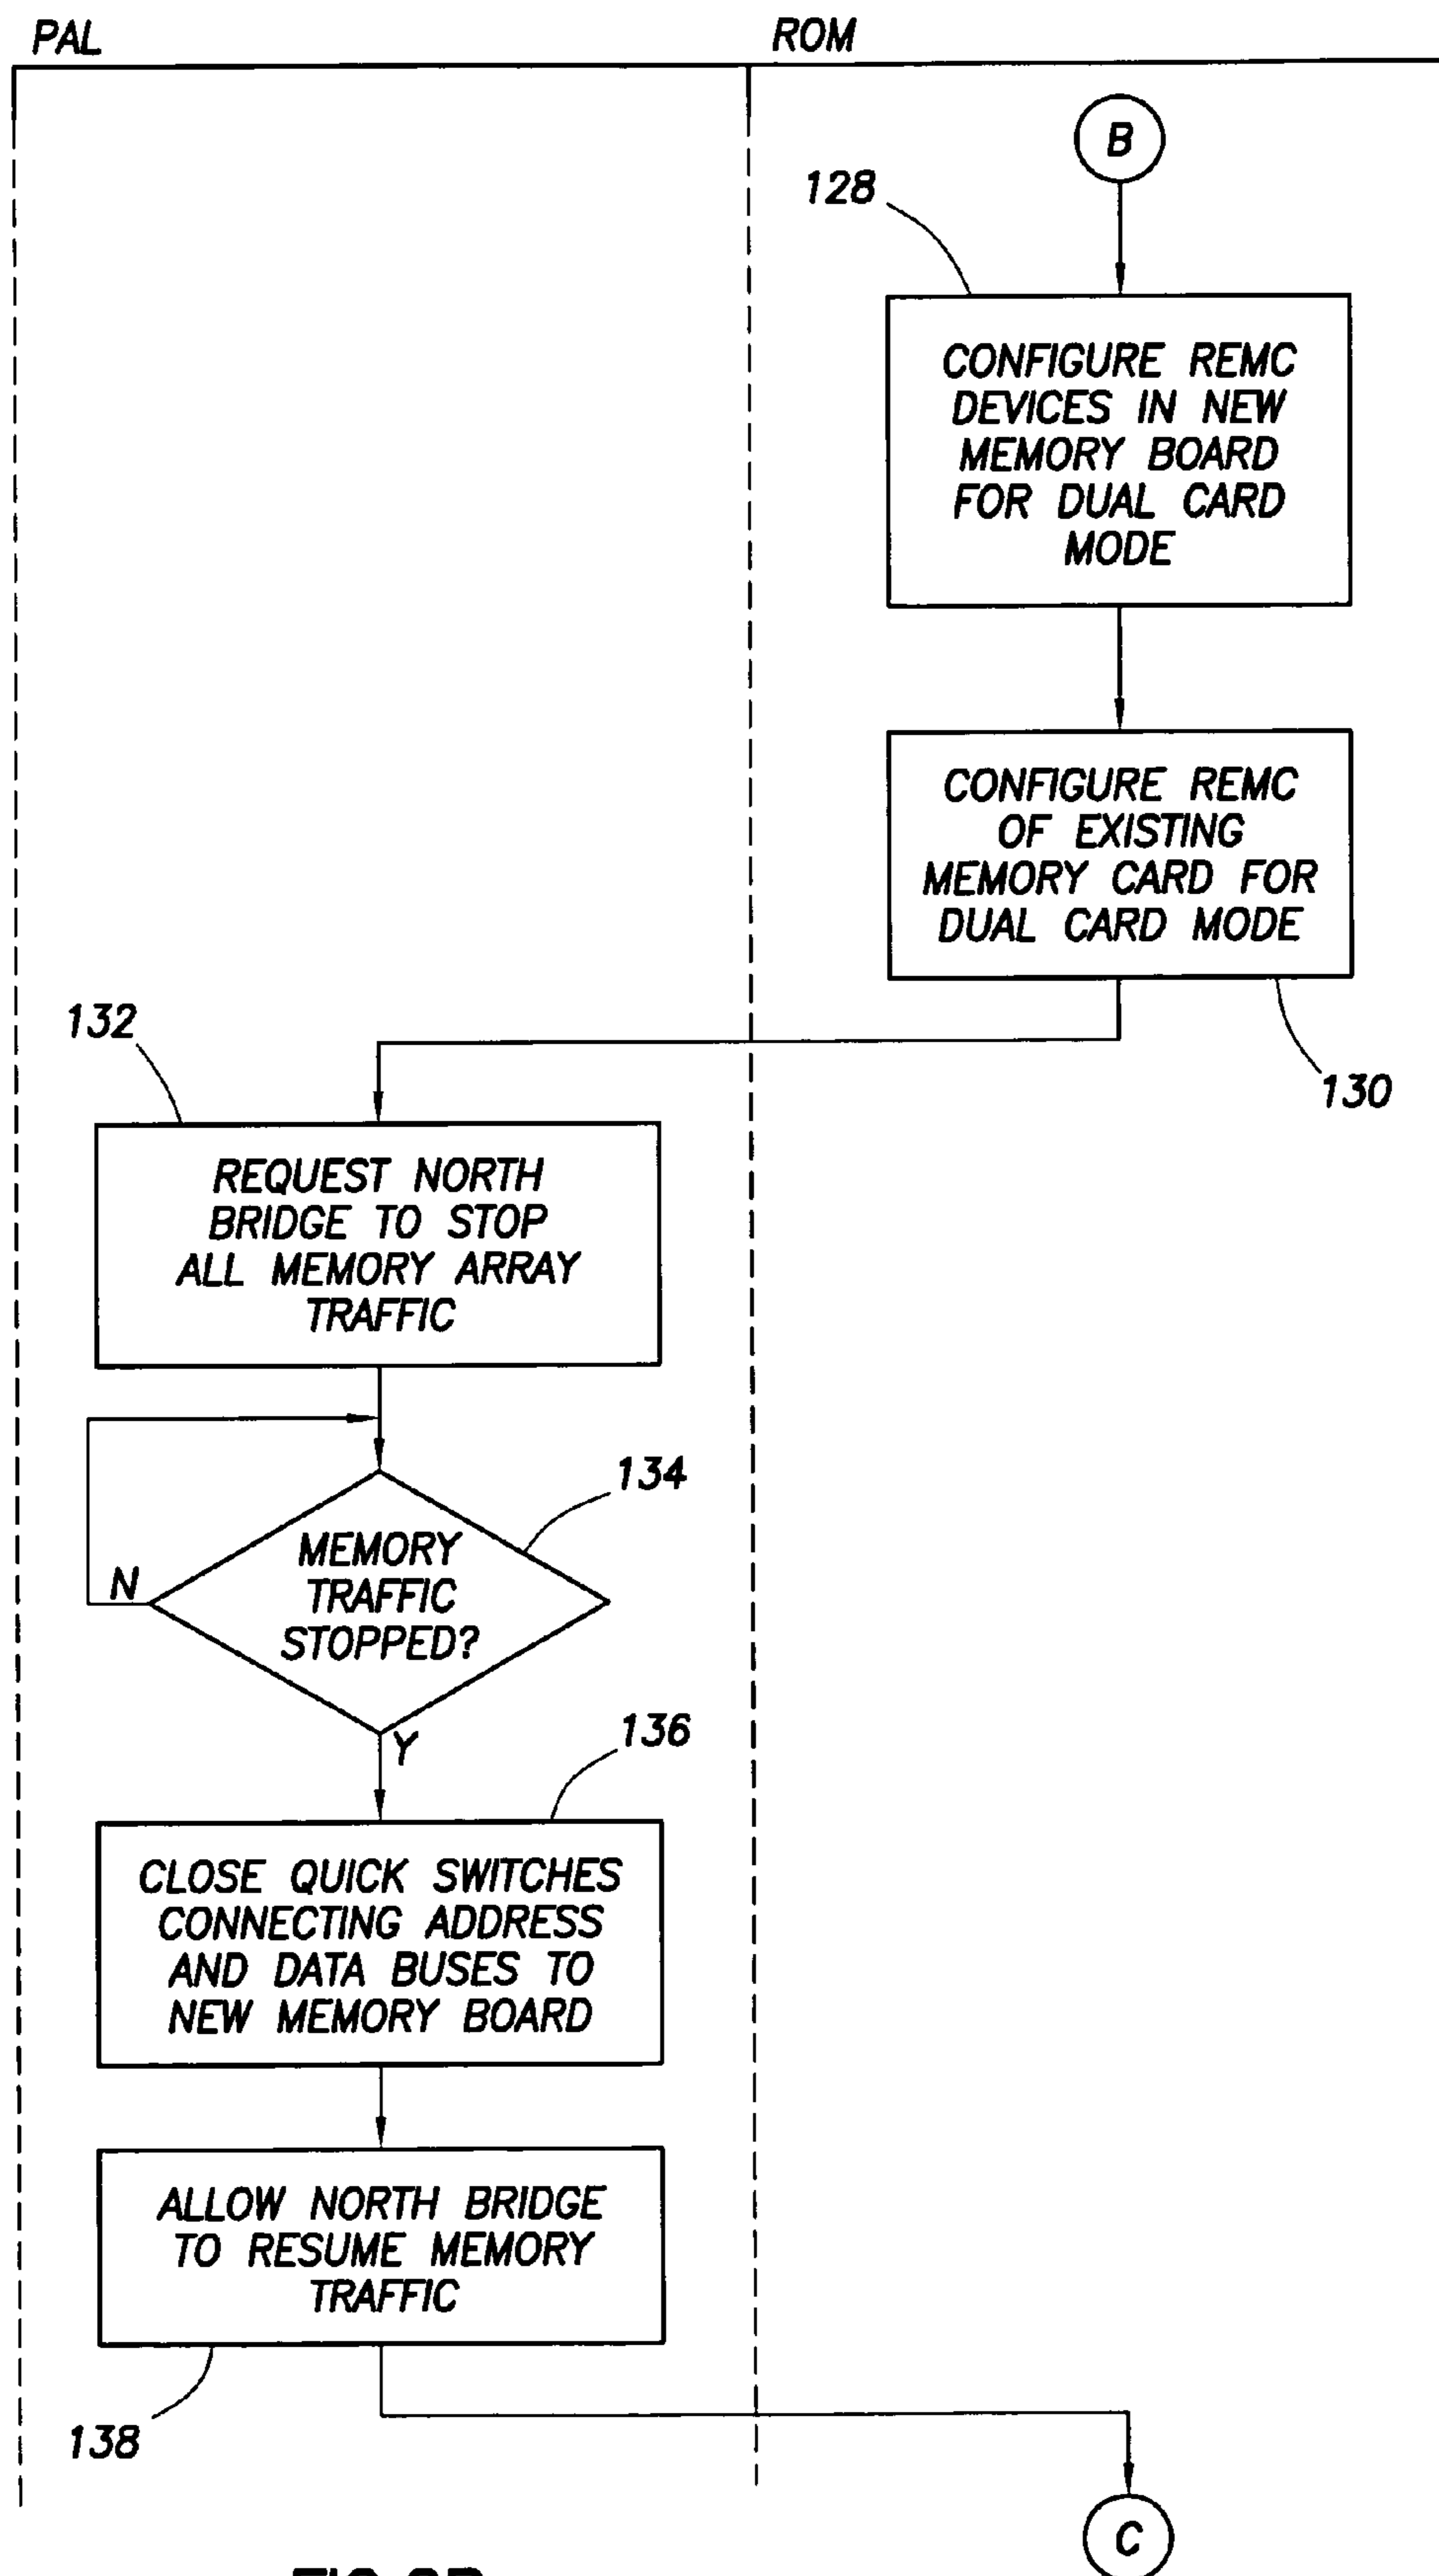 PAL
ROM
B
128
CONFIGURE REMC
DEVICES IN NEW
MEMORY BOARD
FOR DUAL CARD
MODE
CONFIGURE REMC
OF EXISTING
MEMORY CARD FOR
DUAL CARD MODE
130
132
REQUEST NORTH
BRIDGE TO STOP
ALL MEMORY ARRAY
TRAFFIC
134
MEMORY
TRAFFIC
STOPPED?
N
Y
136
CLOSE QUICK SWITCHES
CONNECTING ADDRESS
AND DATA BUSES TO
NEW MEMORY BOARD
ALLOW NORTH BRIDGE
TO RESUME MEMORY
TRAFFIC
138
C